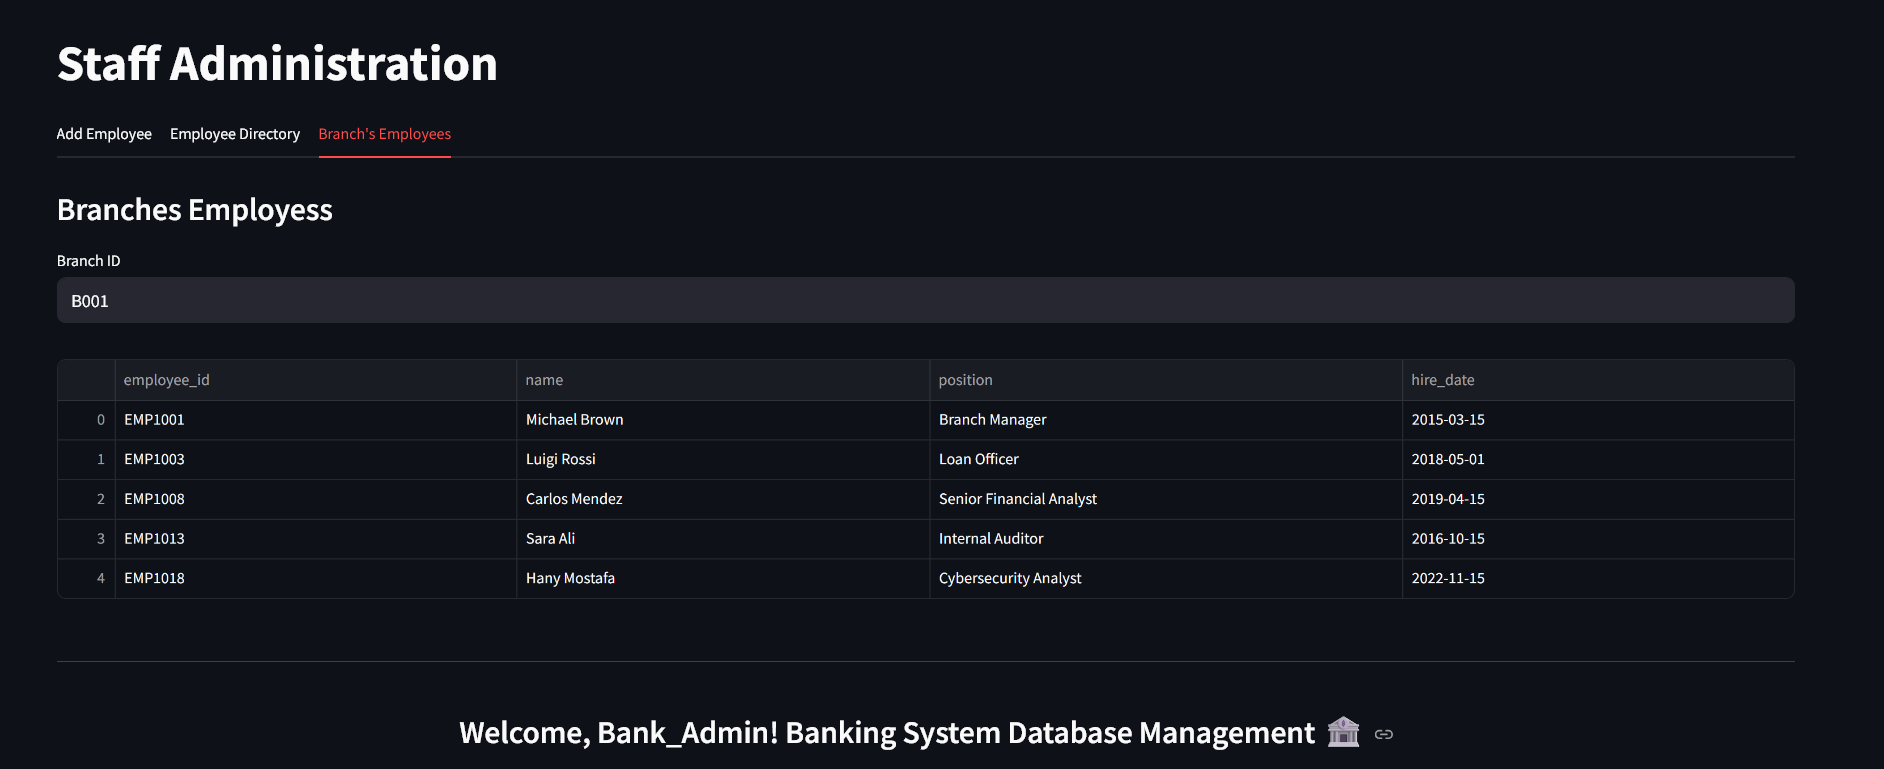 Staff Administration
Add Employee Employee Directory Branch's Employees
Branches Employess
Branch ID
B001
employee_id name position hire_date
0 EMP1001 Michael Brown Branch Manager 2015-03-15
1 EMP1003 Luigi Rossi Loan Officer 2018-05-01
2 EMP1008 Carlos Mendez Senior Financial Analyst 2019-04-15
3 EMP1013 Sara Ali Internal Auditor 2016-10-15
4 EMP1018 Hany Mostafa Cybersecurity Analyst 2022-11-15
Welcome, Bank_Admin! Banking System Database Management